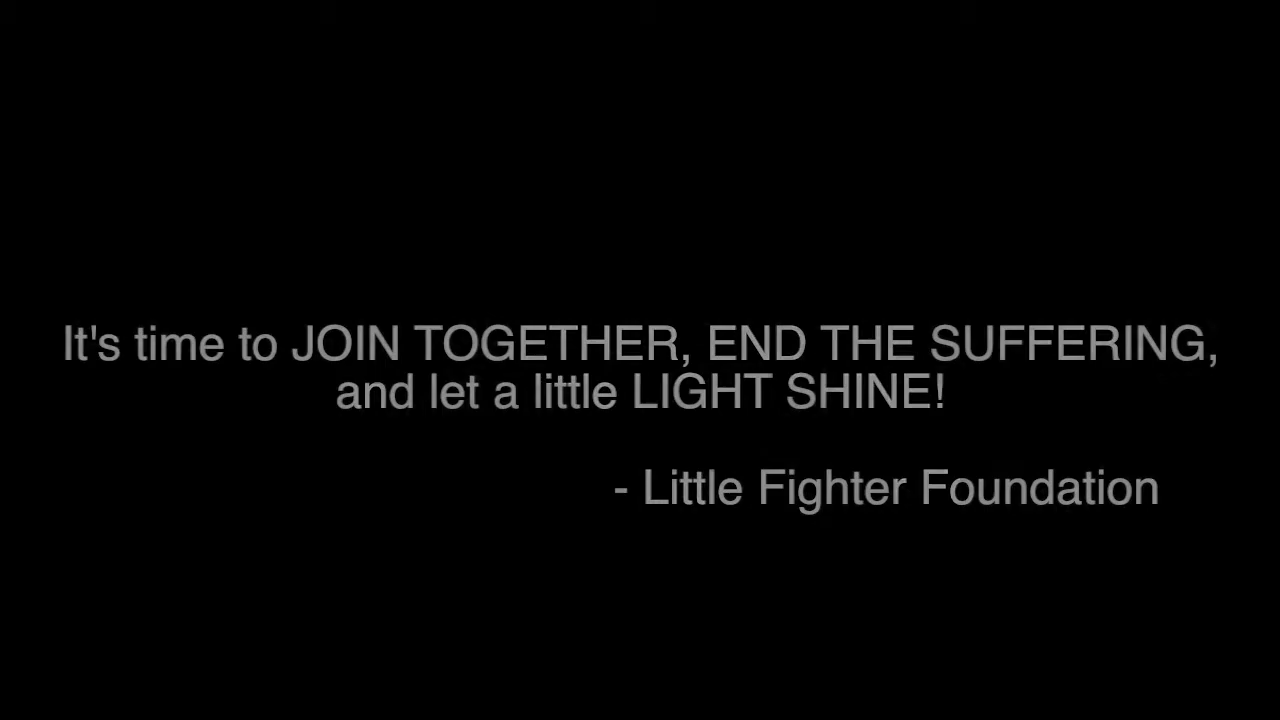 It's time to JOIN TOGETHER, END THE SUFFERING,
and let a little LIGHT SHINE!
- Little Fighter Foundation